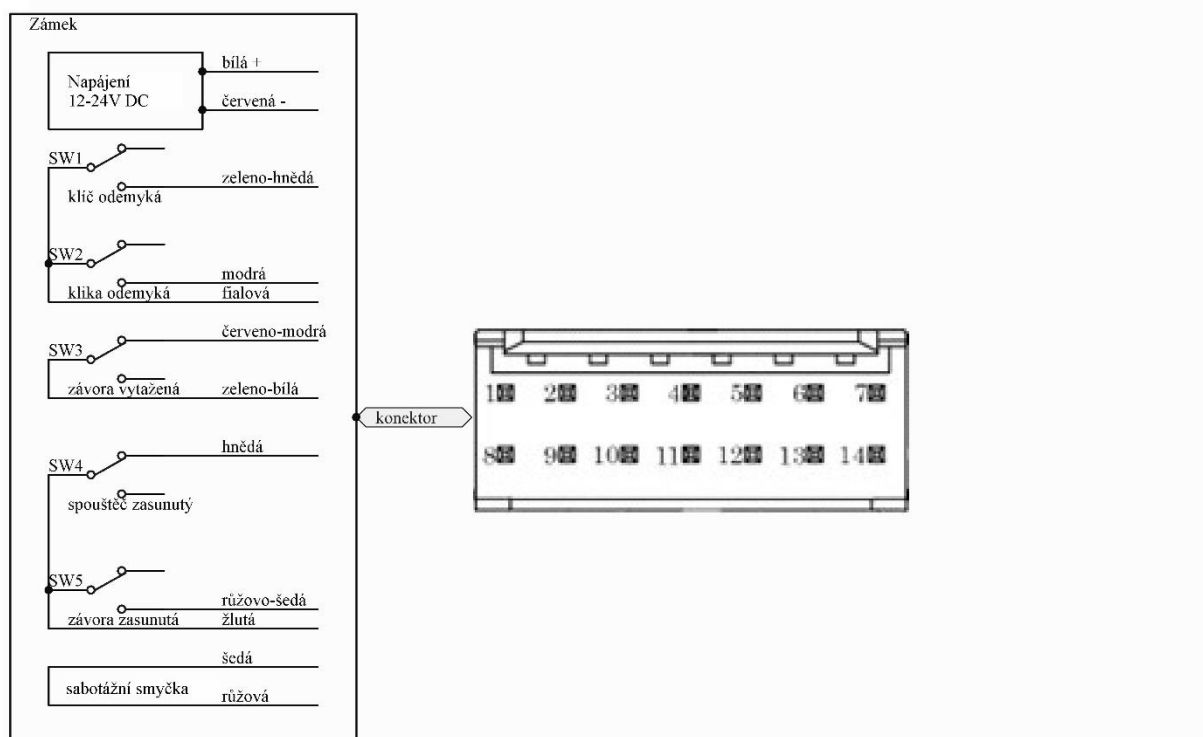 Zámek
Napájení
12-24V DC
bílá +
červená -
SW1
zeleno-hnědá
klíč odemyká
SW2
modrá
klika odemyká
fialová
červeno-modrá
SW3
závora vytažená
zeleno-bílá
konektor
hnědá
SW4
spouštěč zasunutý
SW5
růžovo-šedá
závora zasunutá
žlutá
šedá
sabotážní smyčka
růžová
1 2 3 4 5 6 7
8 9 10 11 12 13 14